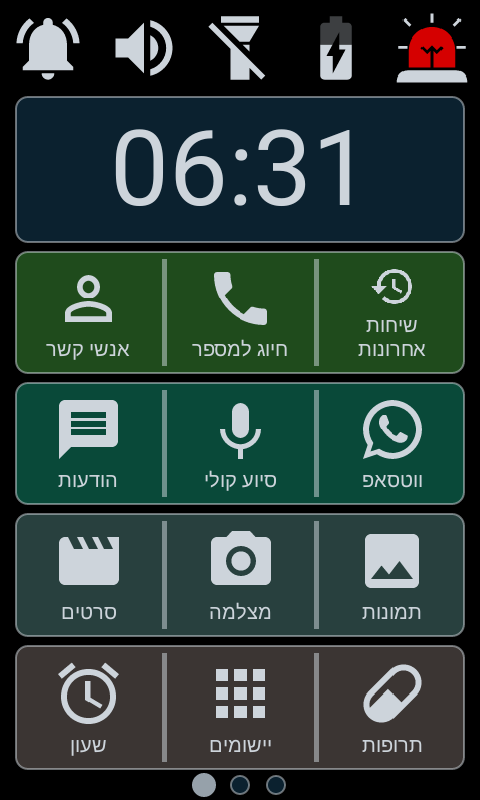 06:31
שיחות
אחרונות
חיוג למספר
אנשי קשר
ווטסאפ
סיוע קולי
הודעות
תמונות
מצלמה
סרטים
תרופות
יישומים
שעון